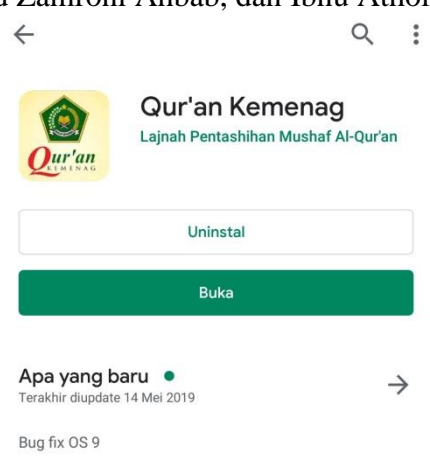 Qur'an Kemenag
Lajnah Pentashihan Mushaf Al-Qur'an
Qur'an
KEMENAG
Uninstal
Buka
Apa yang baru
Terakhir diupdate 14 Mei 2019
Bug fix OS 9